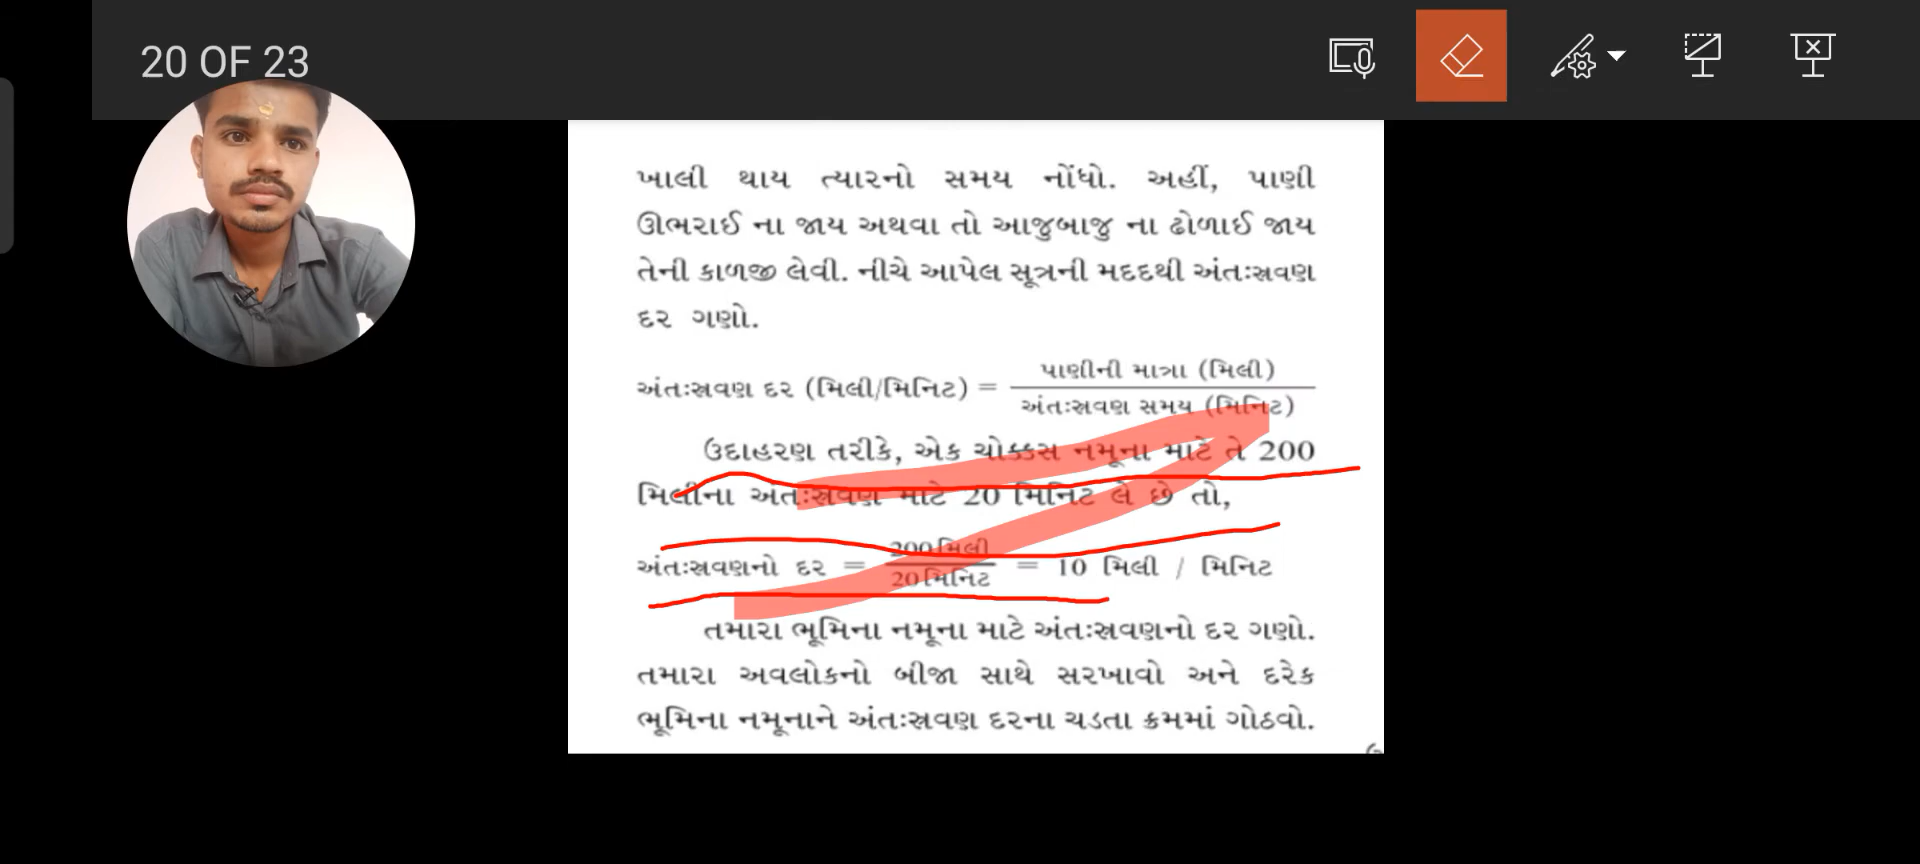 20 OF 23
ખાલી થાય ત્યારનો સમય નોંધો. અહીં, પાણી
ઊભરાઈ ના જાય અથવા તો આજુબાજુ ના ઢોળાઈ જાય
તેની કાળજી લેવી. નીચે આપેલ સૂત્રની મદદથી અંતઃસ્રવણ
દર ગણો.
અંતઃસ્રવણ દર (મિલી/મિનિટ) = પાણીની માત્રા (મિલી)
અંતઃસ્રવણ સમય (મિનિટ)
ઉદાહરણ તરીકે, એક ચોક્કસ નમૂના માટે તે 200
મિલીના અંતઃસ્રવણ માટે 20 મિનિટ લે છે તો,
અંતઃસ્રવણનો દર = 200 મિલી
20 મિનિટ = 10 મિલી / મિનિટ
તમારા ભૂમિના નમૂના માટે અંતઃસ્રવણનો દર ગણો.
તમારા અવલોકનો બીજા સાથે સરખાવો અને દરેક
ભૂમિના નમૂનાને અંતઃસ્રવણ દરના ચડતા ક્રમમાં ગોઠવો.